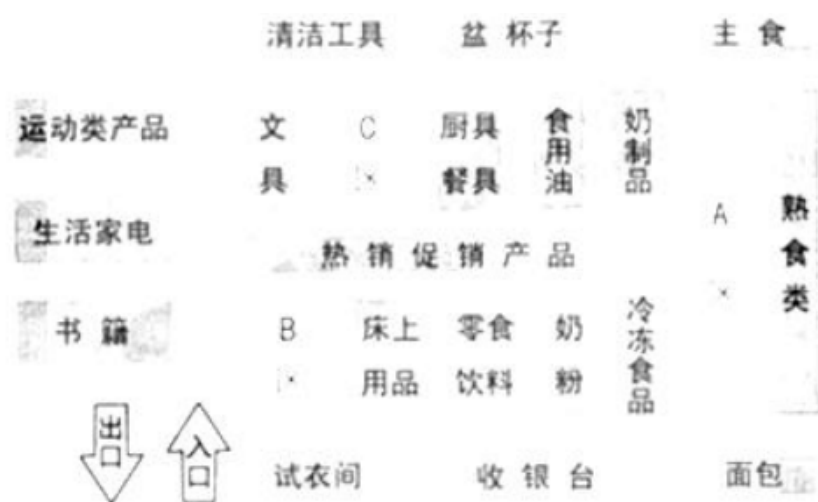 清洁工具 盆 杯子 主 食
运动类产品 文具 C × 厨具 餐具 食用油 奶制品
生活家电 A × 熟食类
热 销 促 销 产 品
书 籍 B × 床上用品 零食 饮料 奶粉 冷冻食品
出口 入口 试衣间 收 银 台 面包